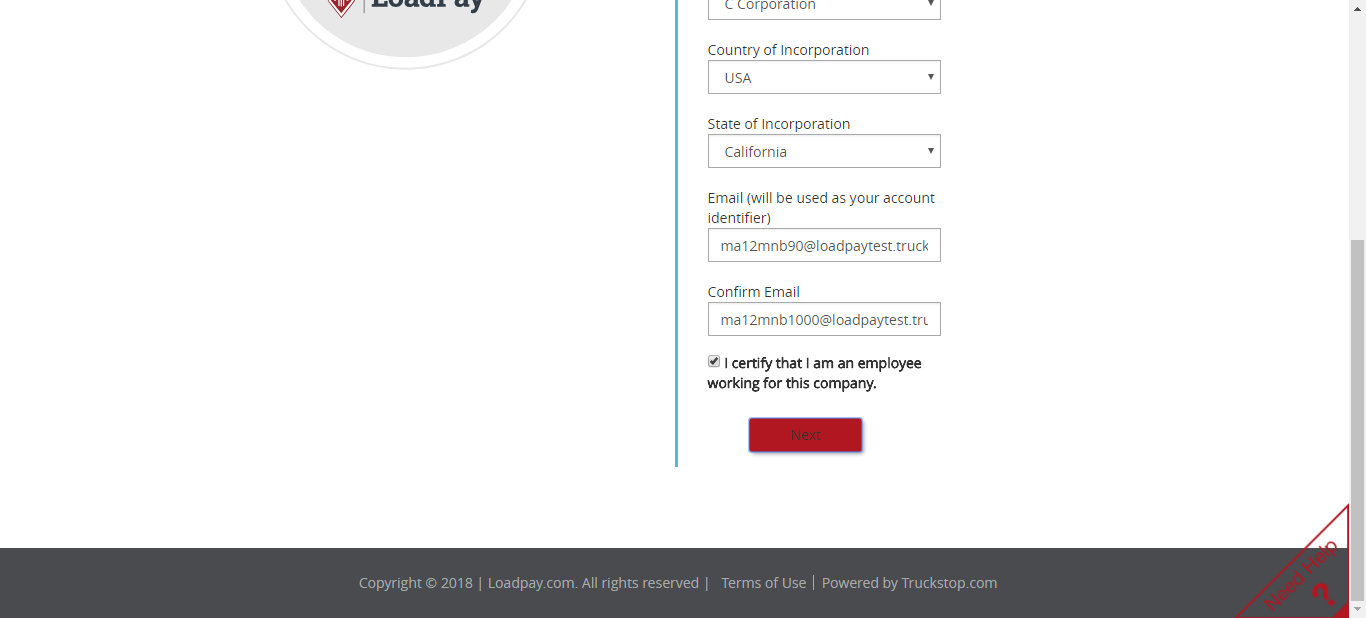 LoadPay
C Corporation
Country of Incorporation
USA
State of Incorporation
California
Email (will be used as your account
identifier)
ma12mnb90@loadpaytest.truck
Confirm Email
ma12mnb1000@loadpaytest.tru
I certify that I am an employee
working for this company.
Next
Need Help
?
Copyright © 2018 | Loadpay.com. All rights reserved | Terms of Use | Powered by Truckstop.com